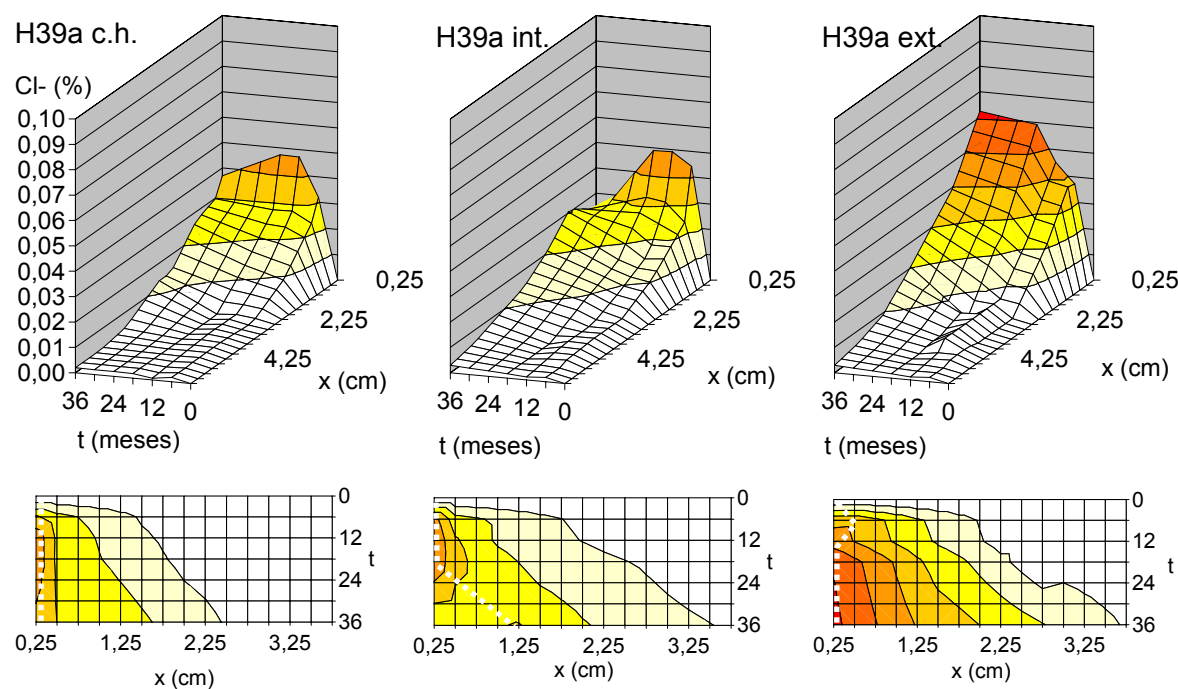 H39a c.h.
H39a int.
H39a ext.
Cl- (%)
0,10
0,09
0,08
0,07
0,06
0,05
0,04
0,03
0,02
0,01
0,00
36 24 12 0
t (meses)
0,25
2,25
4,25
x (cm)
36 24 12 0
t (meses)
0,25
2,25
4,25
x (cm)
36 24 12 0
t (meses)
0,25
2,25
4,25
x (cm)
0
12
t
24
36
0,25 1,25 2,25 3,25
x (cm)
0
12
t
24
36
0,25 1,25 2,25 3,25
x (cm)
0
12
t
24
36
0,25 1,25 2,25 3,25
x (cm)